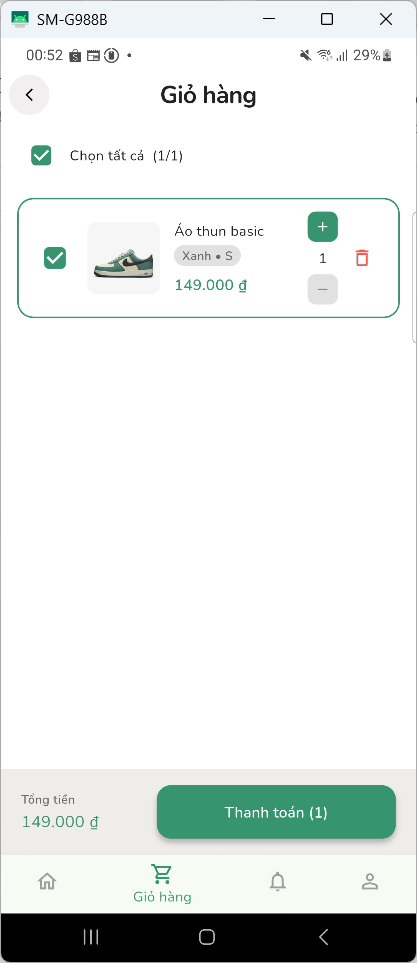 SM-G988B
00:52
29%
Giỏ hàng
Chọn tất cả (1/1)
Áo thun basic
Xanh • S
149.000 ₫
1
Tổng tiền
149.000 ₫
Thanh toán (1)
Giỏ hàng